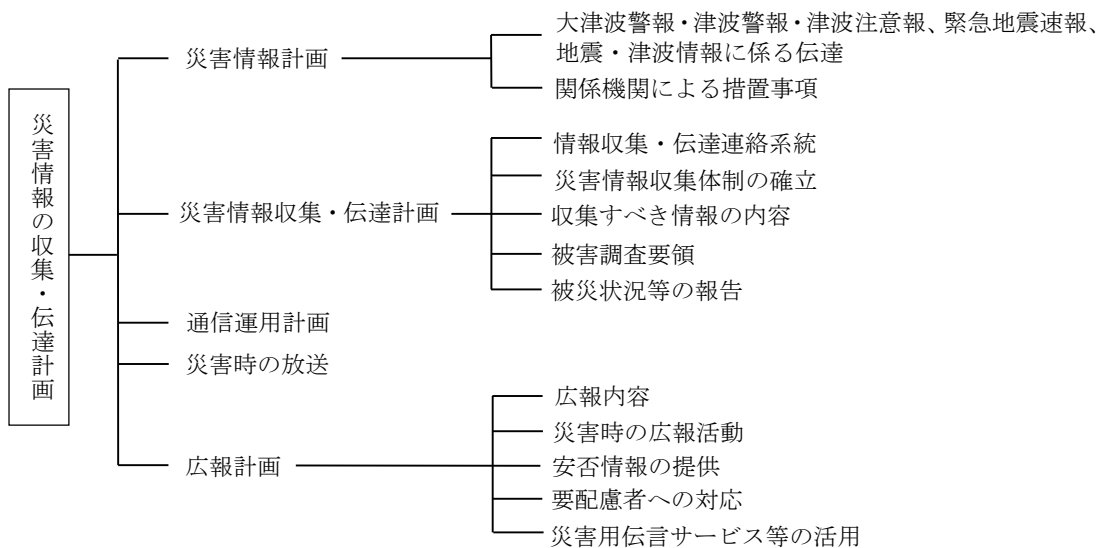 災害情報の収集・伝達計画
災害情報計画
大津波警報・津波警報・津波注意報、緊急地震速報、
地震・津波情報に係る伝達
関係機関による措置事項
災害情報収集・伝達計画
情報収集・伝達連絡系統
災害情報収集体制の確立
収集すべき情報の内容
被害調査要領
被災状況等の報告
通信運用計画
災害時の放送
広報計画
広報内容
災害時の広報活動
安否情報の提供
要配慮者への対応
災害用伝言サービス等の活用